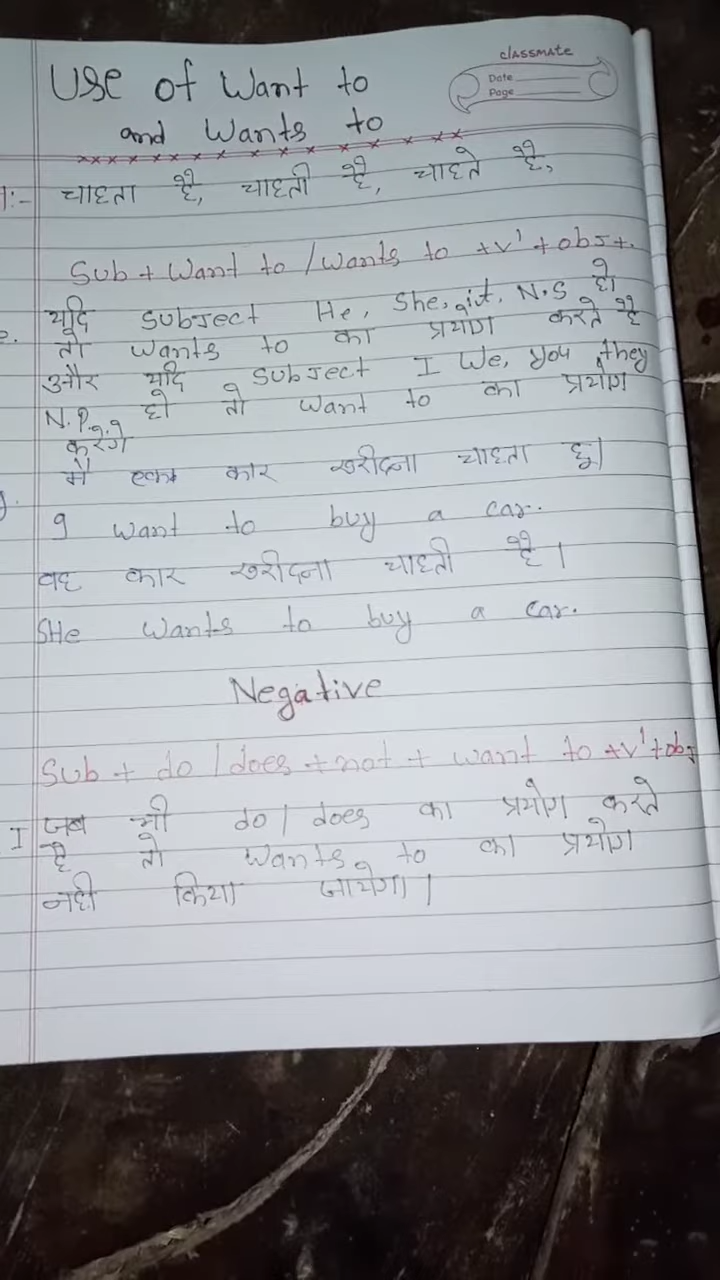 classmate
Date
Page
Use of Want to
and Wants to
:- चाहता है, चाहती है, चाहते है,
Sub + Want to / wants to +v¹ + obj+.
यदि Subject He, She, it, N.S हो
तो wants to का प्रयोग करते है
और यदि Subject I We, you they
N.P. हो तो want to का प्रयोग
करेगे
मै एक कार खरीदना चाहता हू।
I want to buy a car.
वह कार खरीदना चाहती है।
SHe wants to buy a car.
Negative
Sub + do / does + not + want to +v¹ + obj
I जब भी do / does का प्रयोग करते
है तो wants to का प्रयोग
नही किया जायेगा।